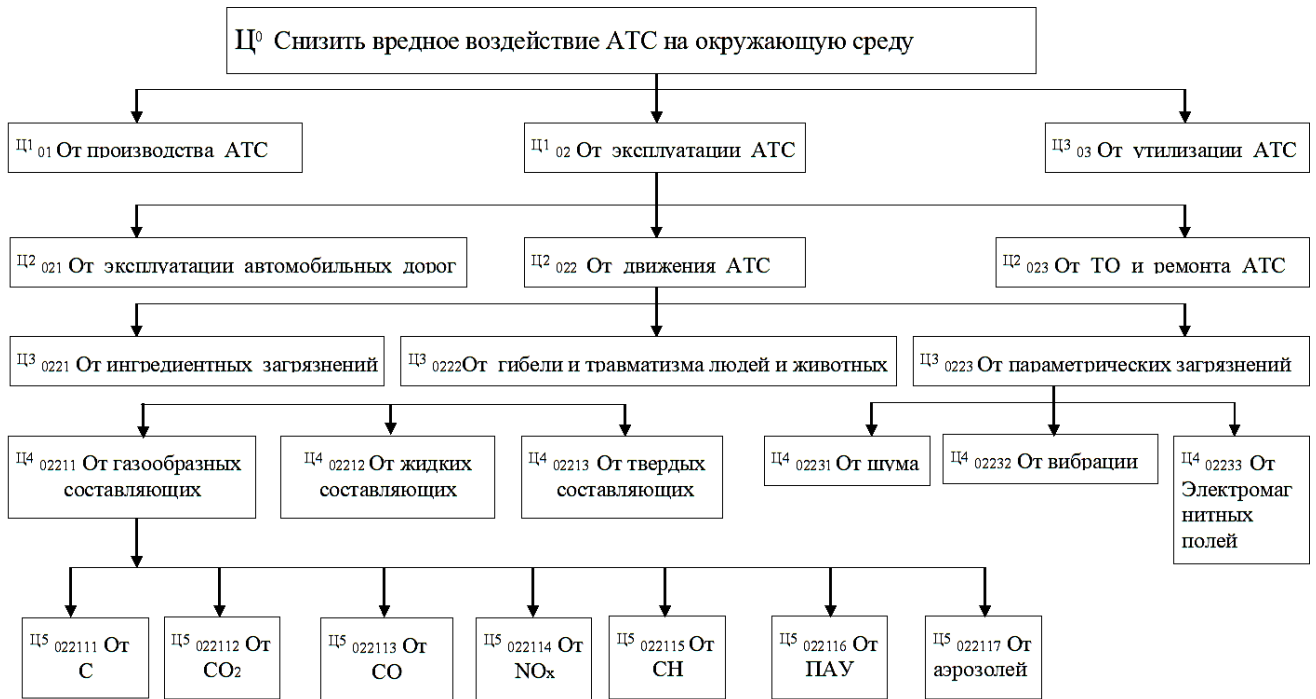 Ц⁰ Снизить вредное воздействие АТС на окружающую среду
Ц1 01 От производства АТС
Ц1 02 От эксплуатации АТС
Ц3 03 От утилизации АТС
Ц2 021 От эксплуатации автомобильных дорог
Ц2 022 От движения АТС
Ц2 023 От ТО и ремонта АТС
Ц3 0221 От ингредиентных загрязнений
Ц3 0222От гибели и травматизма людей и животных
Ц3 0223 От параметрических загрязнений
Ц4 02211 От газообразных
составляющих
Ц4 02212 От жидких
составляющих
Ц4 02213 От твердых
составляющих
Ц4 02231 От шума
Ц4 02232 От вибрации
Ц4 02233 От
Электромаг
нитных
полей
Ц5 022111 От
С
Ц5 022112 От
СО₂
Ц5 022113 От
СО
Ц5 022114 От
NOₓ
Ц5 022115 От
СН
Ц5 022116 От
ПАУ
Ц5 022117 От
аэрозолей